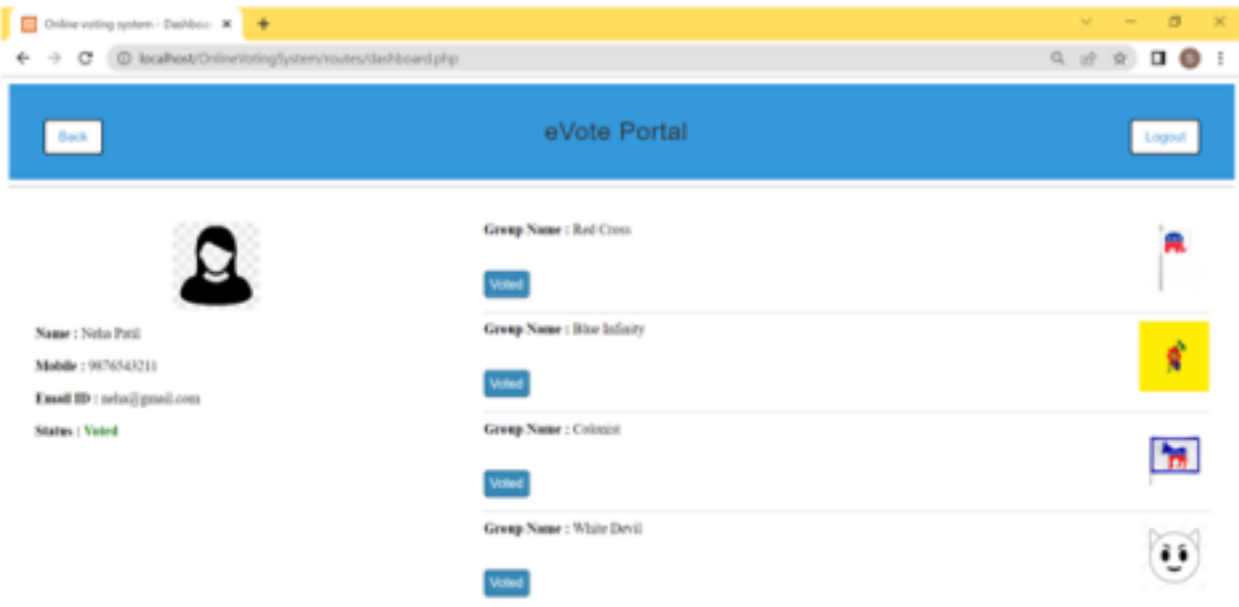 Online voting system - Dashboar
localhost/OnlineVotingSystem/routes/dashboard.php
S
Back
eVote Portal
Logout
Name : Neha Patil
Mobile : 9876543211
Email ID : neha@gmail.com
Status : Voted
Group Name : Red Cross
Voted
Group Name : Blue Infinity
Voted
Group Name : Colonist
Voted
Group Name : White Devil
Voted